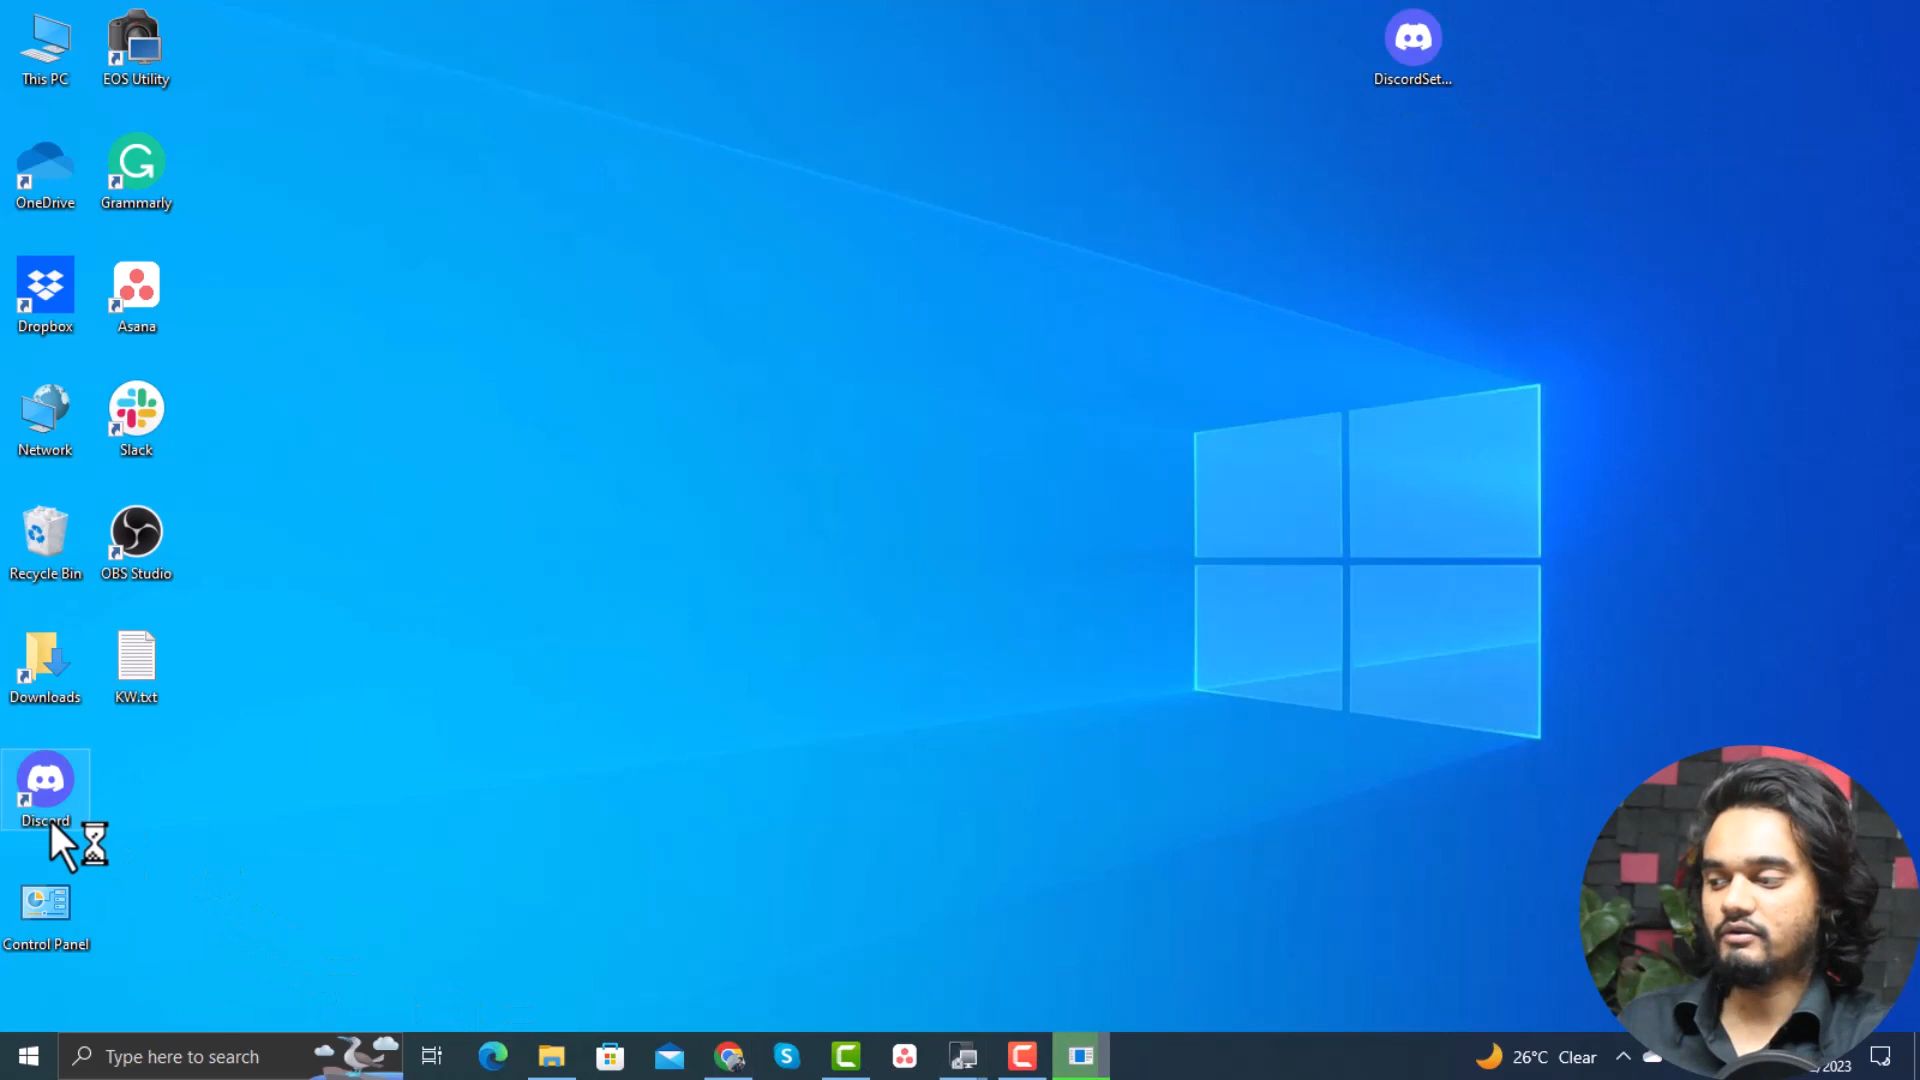 This PC
EOS Utility
DiscordSet...
OneDrive
Grammarly
Dropbox
Asana
Network
Slack
Recycle Bin
OBS Studio
Downloads
KW.txt
Discord
Control Panel
Type here to search
26°C Clear
/2023